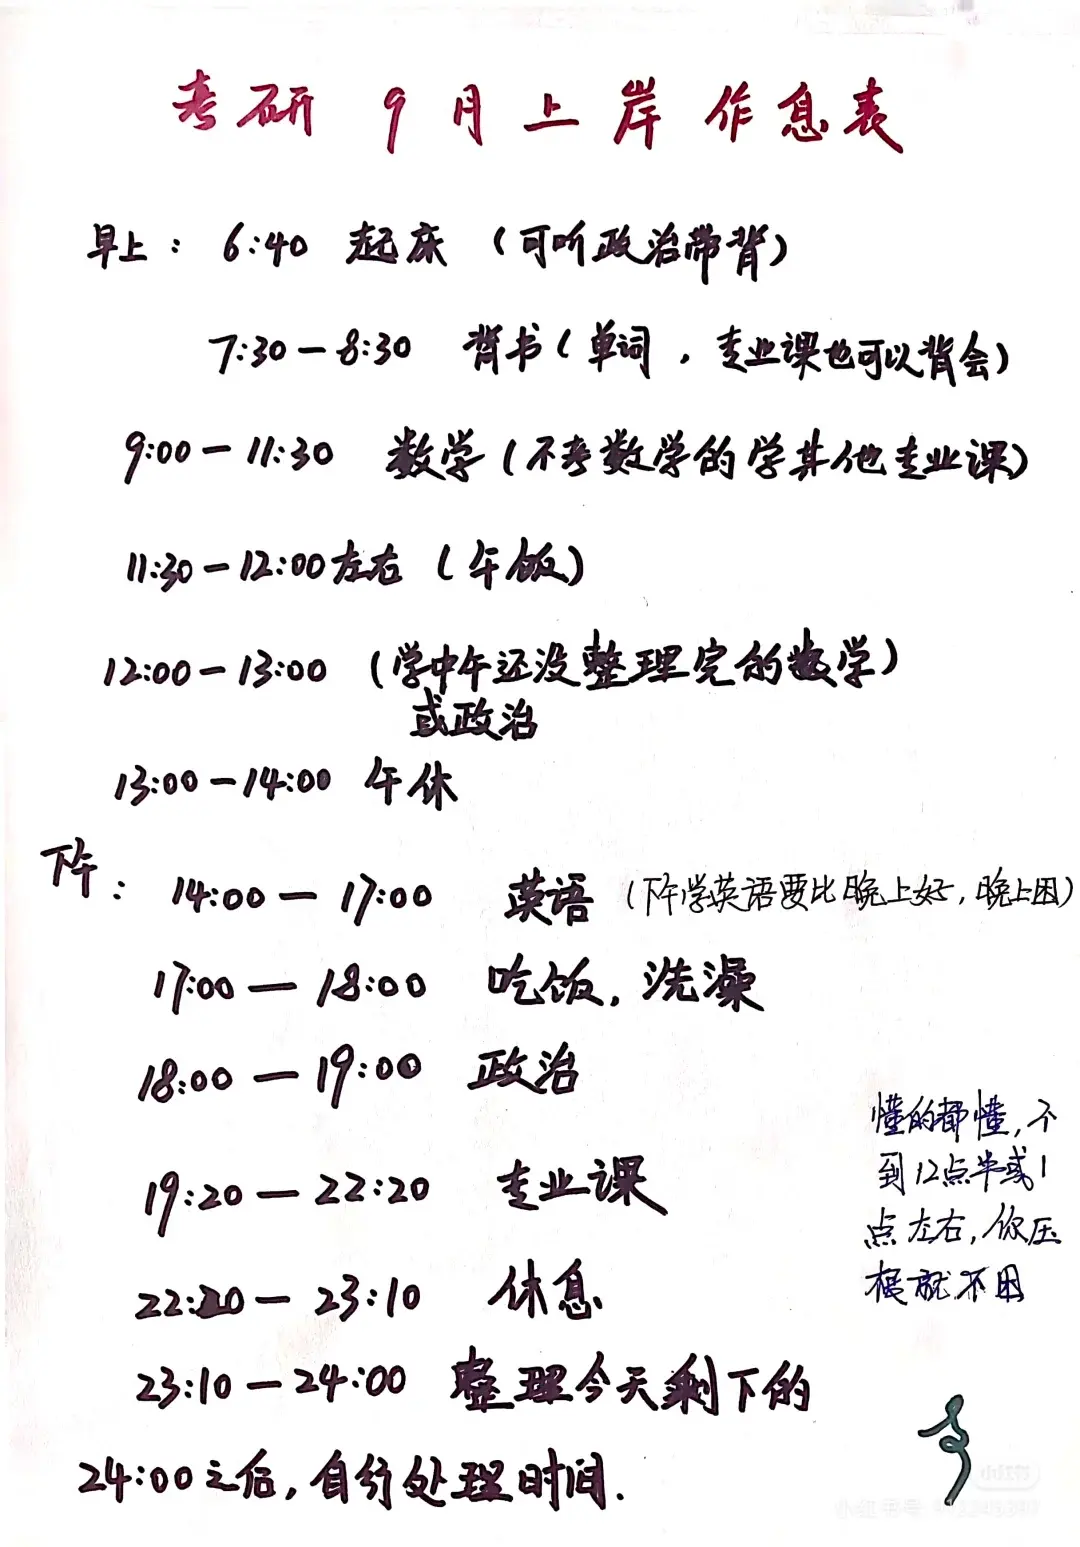 考研 9月上岸 作息表
早上： 6:40 起床 （可听政治带背）
7:30－8:30 背书（单词，专业课也可以背会）
9:00－11:30 数学（不考数学的学其他专业课）
11:30－12:00左右（午饭）
12:00－13:00 （学中午还没整理完的数学）
或政治
13:00－14:00 午休
下午： 14:00－17:00 英语（下午学英语要比晚上好，晚上困）
17:00－18:00 吃饭，洗澡
18:00－19:00 政治
19:20－22:20 专业课
22:20－23:10 休息
23:10－24:00 整理今天剩下的
24:00之后，自行处理时间.
懂的都懂，不
到12点半或1
点左右，你压
根就不困
小红书
小红书号